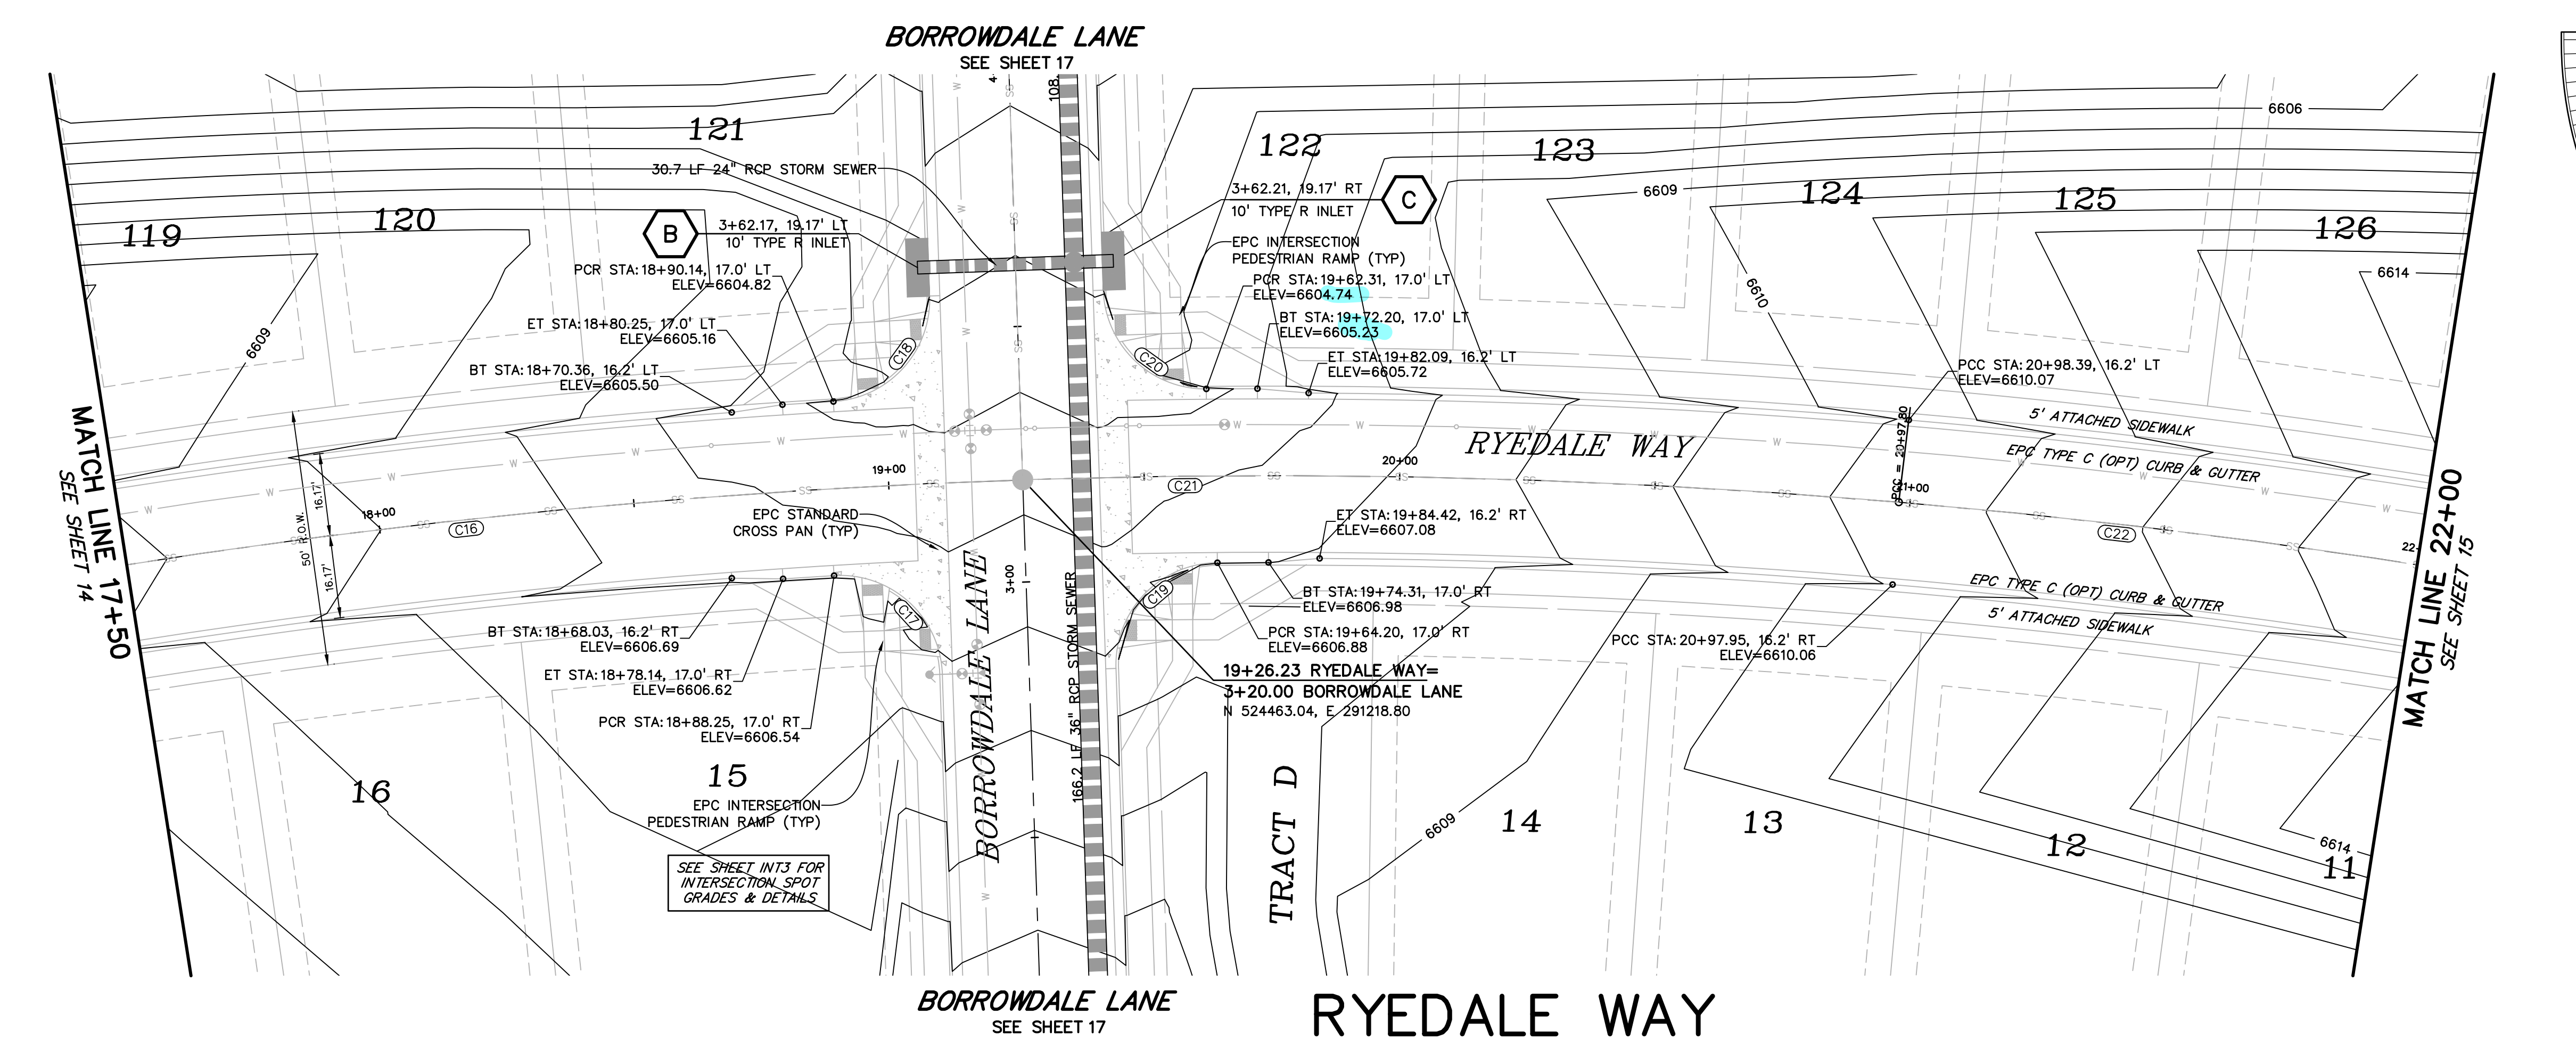 BORROWDALE LANE
SEE SHEET 17
121
122
123
124
125
126
119
120
6606
6609
6614
6609
6610
30.7 LF 24" RCP STORM SEWER
108.
4
B
3+62.17, 19.17' LT
10' TYPE R INLET
3+62.21, 19.17' RT
10' TYPE R INLET
C
EPC INTERSECTION
PEDESTRIAN RAMP (TYP)
PCR STA:18+90.14, 17.0' LT
ELEV=6604.82
PCR STA:19+62.31, 17.0' LT
ELEV=6604.74
ET STA:18+80.25, 17.0' LT
ELEV=6605.16
BT STA:19+72.20, 17.0' LT
ELEV=6605.23
BT STA:18+70.36, 16.2' LT
ELEV=6605.50
ET STA:19+82.09, 16.2' LT
ELEV=6605.72
C18
C20
PCC STA:20+98.39, 16.2' LT
ELEV=6610.07
PCC = 20+97.80
5' ATTACHED SIDEWALK
EPC TYPE C (OPT) CURB & GUTTER
RYEDALE WAY
MATCH LINE 17+50
SEE SHEET 14
50' R.O.W.
16.17'
16.17'
18+00
19+00
20+00
21+00
22
C16
C21
C22
EPC STANDARD
CROSS PAN (TYP)
ET STA:19+84.42, 16.2' RT
ELEV=6607.08
MATCH LINE 22+00
SEE SHEET 15
EPC TYPE C (OPT) CURB & GUTTER
5' ATTACHED SIDEWALK
3+00
C17
C19
BT STA:18+68.03, 16.2' RT
ELEV=6606.69
BT STA:19+74.31, 17.0' RT
ELEV=6606.98
PCR STA:19+64.20, 17.0' RT
ELEV=6606.88
PCC STA:20+97.95, 16.2' RT
ELEV=6610.06
ET STA:18+78.14, 17.0' RT
ELEV=6606.62
19+26.23 RYEDALE WAY=
3+20.00 BORROWDALE LANE
N 524463.04, E 291218.80
PCR STA:18+88.25, 17.0' RT
ELEV=6606.54
BORROWDALE LANE
166.2 LF 36" RCP STORM SEWER
TRACT D
16
15
14
13
12
11
6609
6614
EPC INTERSECTION
PEDESTRIAN RAMP (TYP)
SEE SHEET INT3 FOR
INTERSECTION SPOT
GRADES & DETAILS
BORROWDALE LANE
SEE SHEET 17
RYEDALE WAY